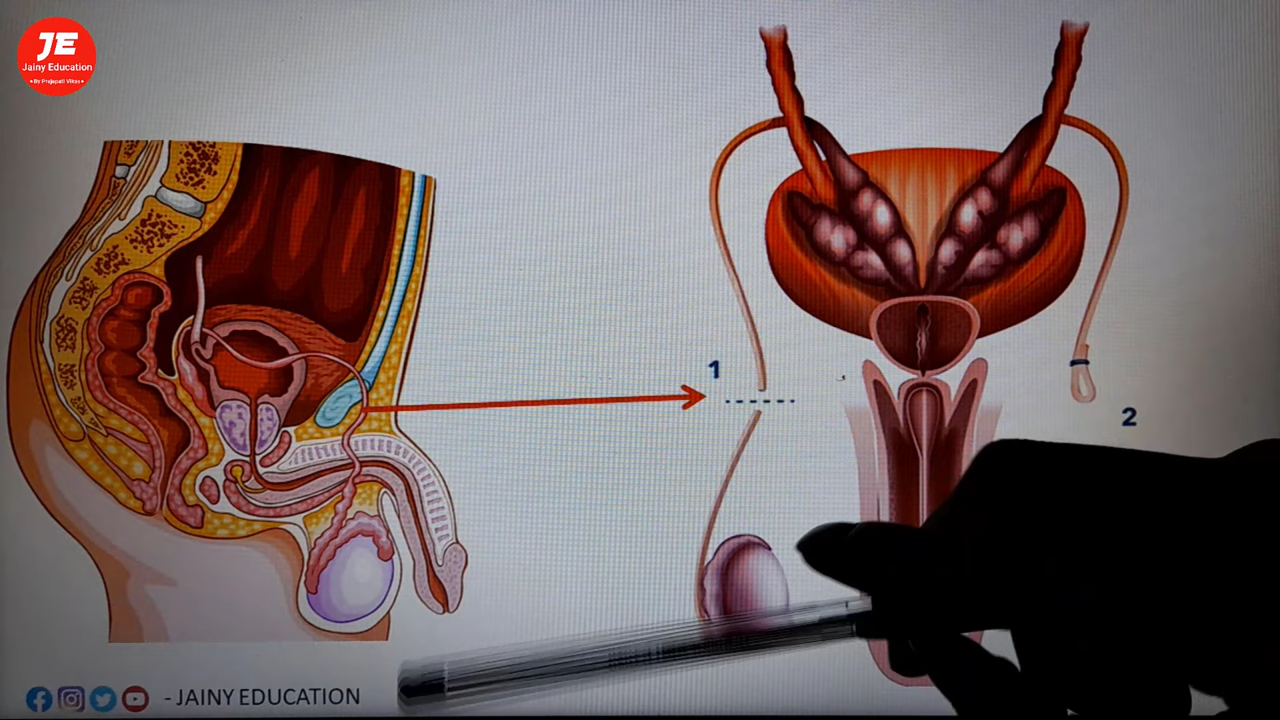 JE
Jainy Education
• By Prajapati Vikas •
1
2
- JAINY EDUCATION